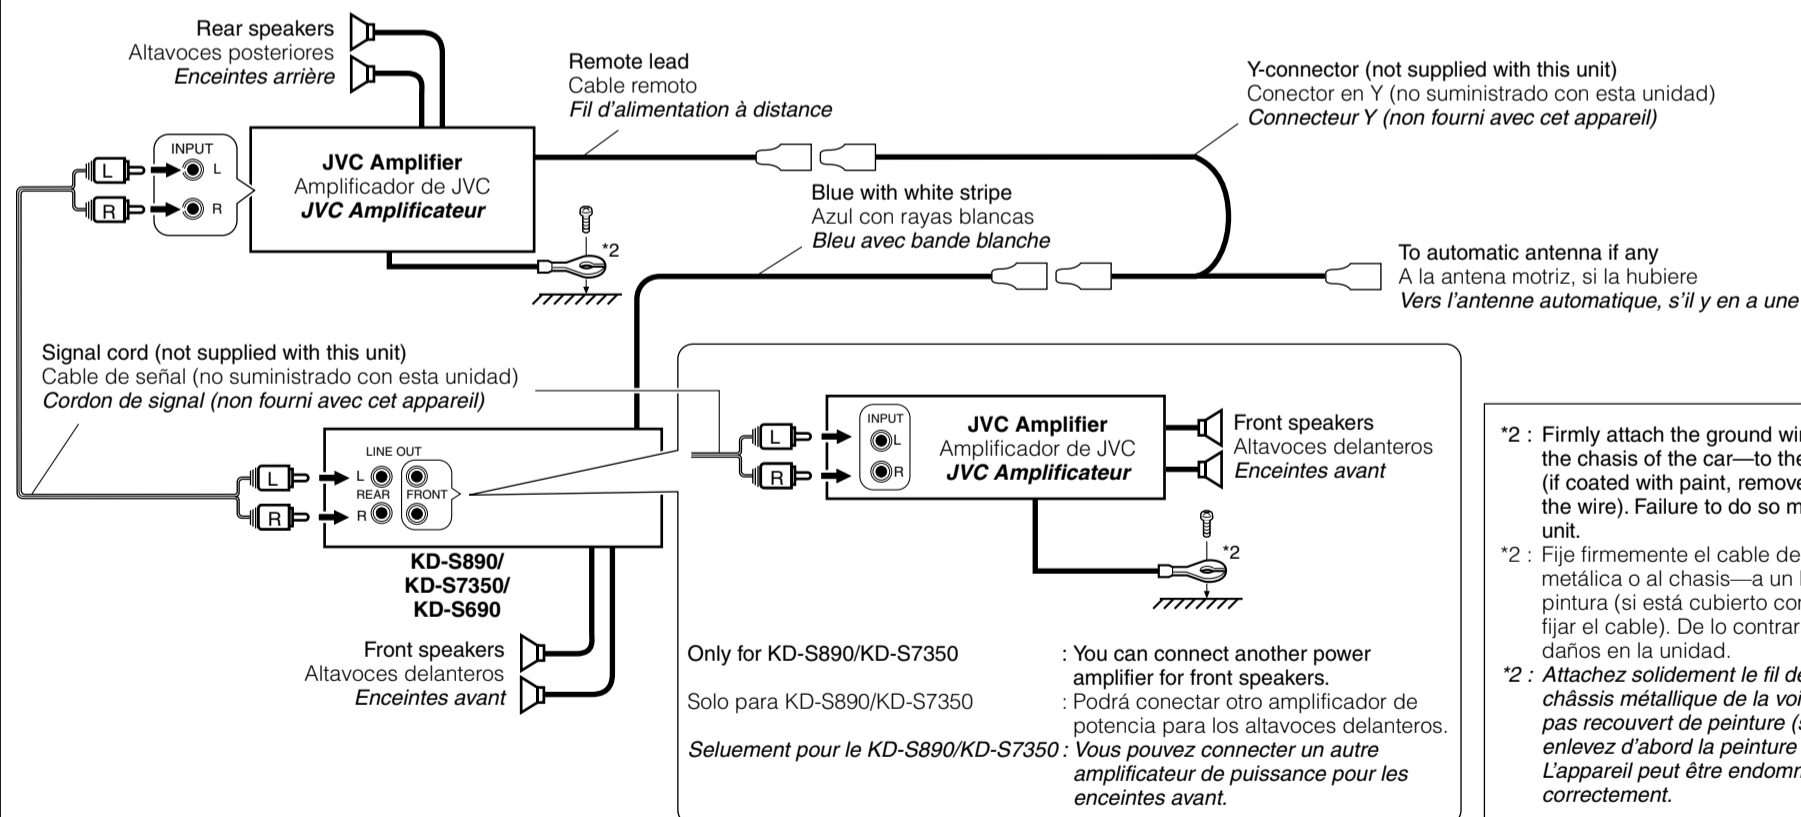 Rear speakers
Altavoces posteriores
Enceintes arrière
Remote lead
Cable remoto
Fil d'alimentation à distance
Y-connector (not supplied with this unit)
Conector en Y (no suministrado con esta unidad)
Connecteur Y (non fourni avec cet appareil)
INPUT
L
L
R
R
JVC Amplifier
Amplificador de JVC
JVC Amplificateur
*2
Blue with white stripe
Azul con rayas blancas
Bleu avec bande blanche
To automatic antenna if any
A la antena motriz, si la hubiere
Vers l'antenne automatique, s'il y en a une
Signal cord (not supplied with this unit)
Cable de señal (no suministrado con esta unidad)
Cordon de signal (non fourni avec cet appareil)
LINE OUT
L
L
REAR FRONT
R
R
KD-S890/
KD-S7350/
KD-S690
Front speakers
Altavoces delanteros
Enceintes avant
INPUT
L
L
R
R
JVC Amplifier
Amplificador de JVC
JVC Amplificateur
Front speakers
Altavoces delanteros
Enceintes avant
*2
Only for KD-S890/KD-S7350 : You can connect another power
amplifier for front speakers.
Solo para KD-S890/KD-S7350 : Podrá conectar otro amplificador de
potencia para los altavoces delanteros.
Seluement pour le KD-S890/KD-S7350 : Vous pouvez connecter un autre
amplificateur de puissance pour les
enceintes avant.
*2 : Firmly attach the ground wi
the chasis of the car—to the
(if coated with paint, remove
the wire). Failure to do so m
unit.
*2 : Fije firmemente el cable de
metálica o al chasis—a un
pintura (si está cubierto con
fijar el cable). De lo contrar
daños en la unidad.
*2 : Attachez solidement le fil de
châssis métallique de la voi
pas recouvert de peinture (s
enlevez d'abord la peinture
L'appareil peut être endomm
correctement.